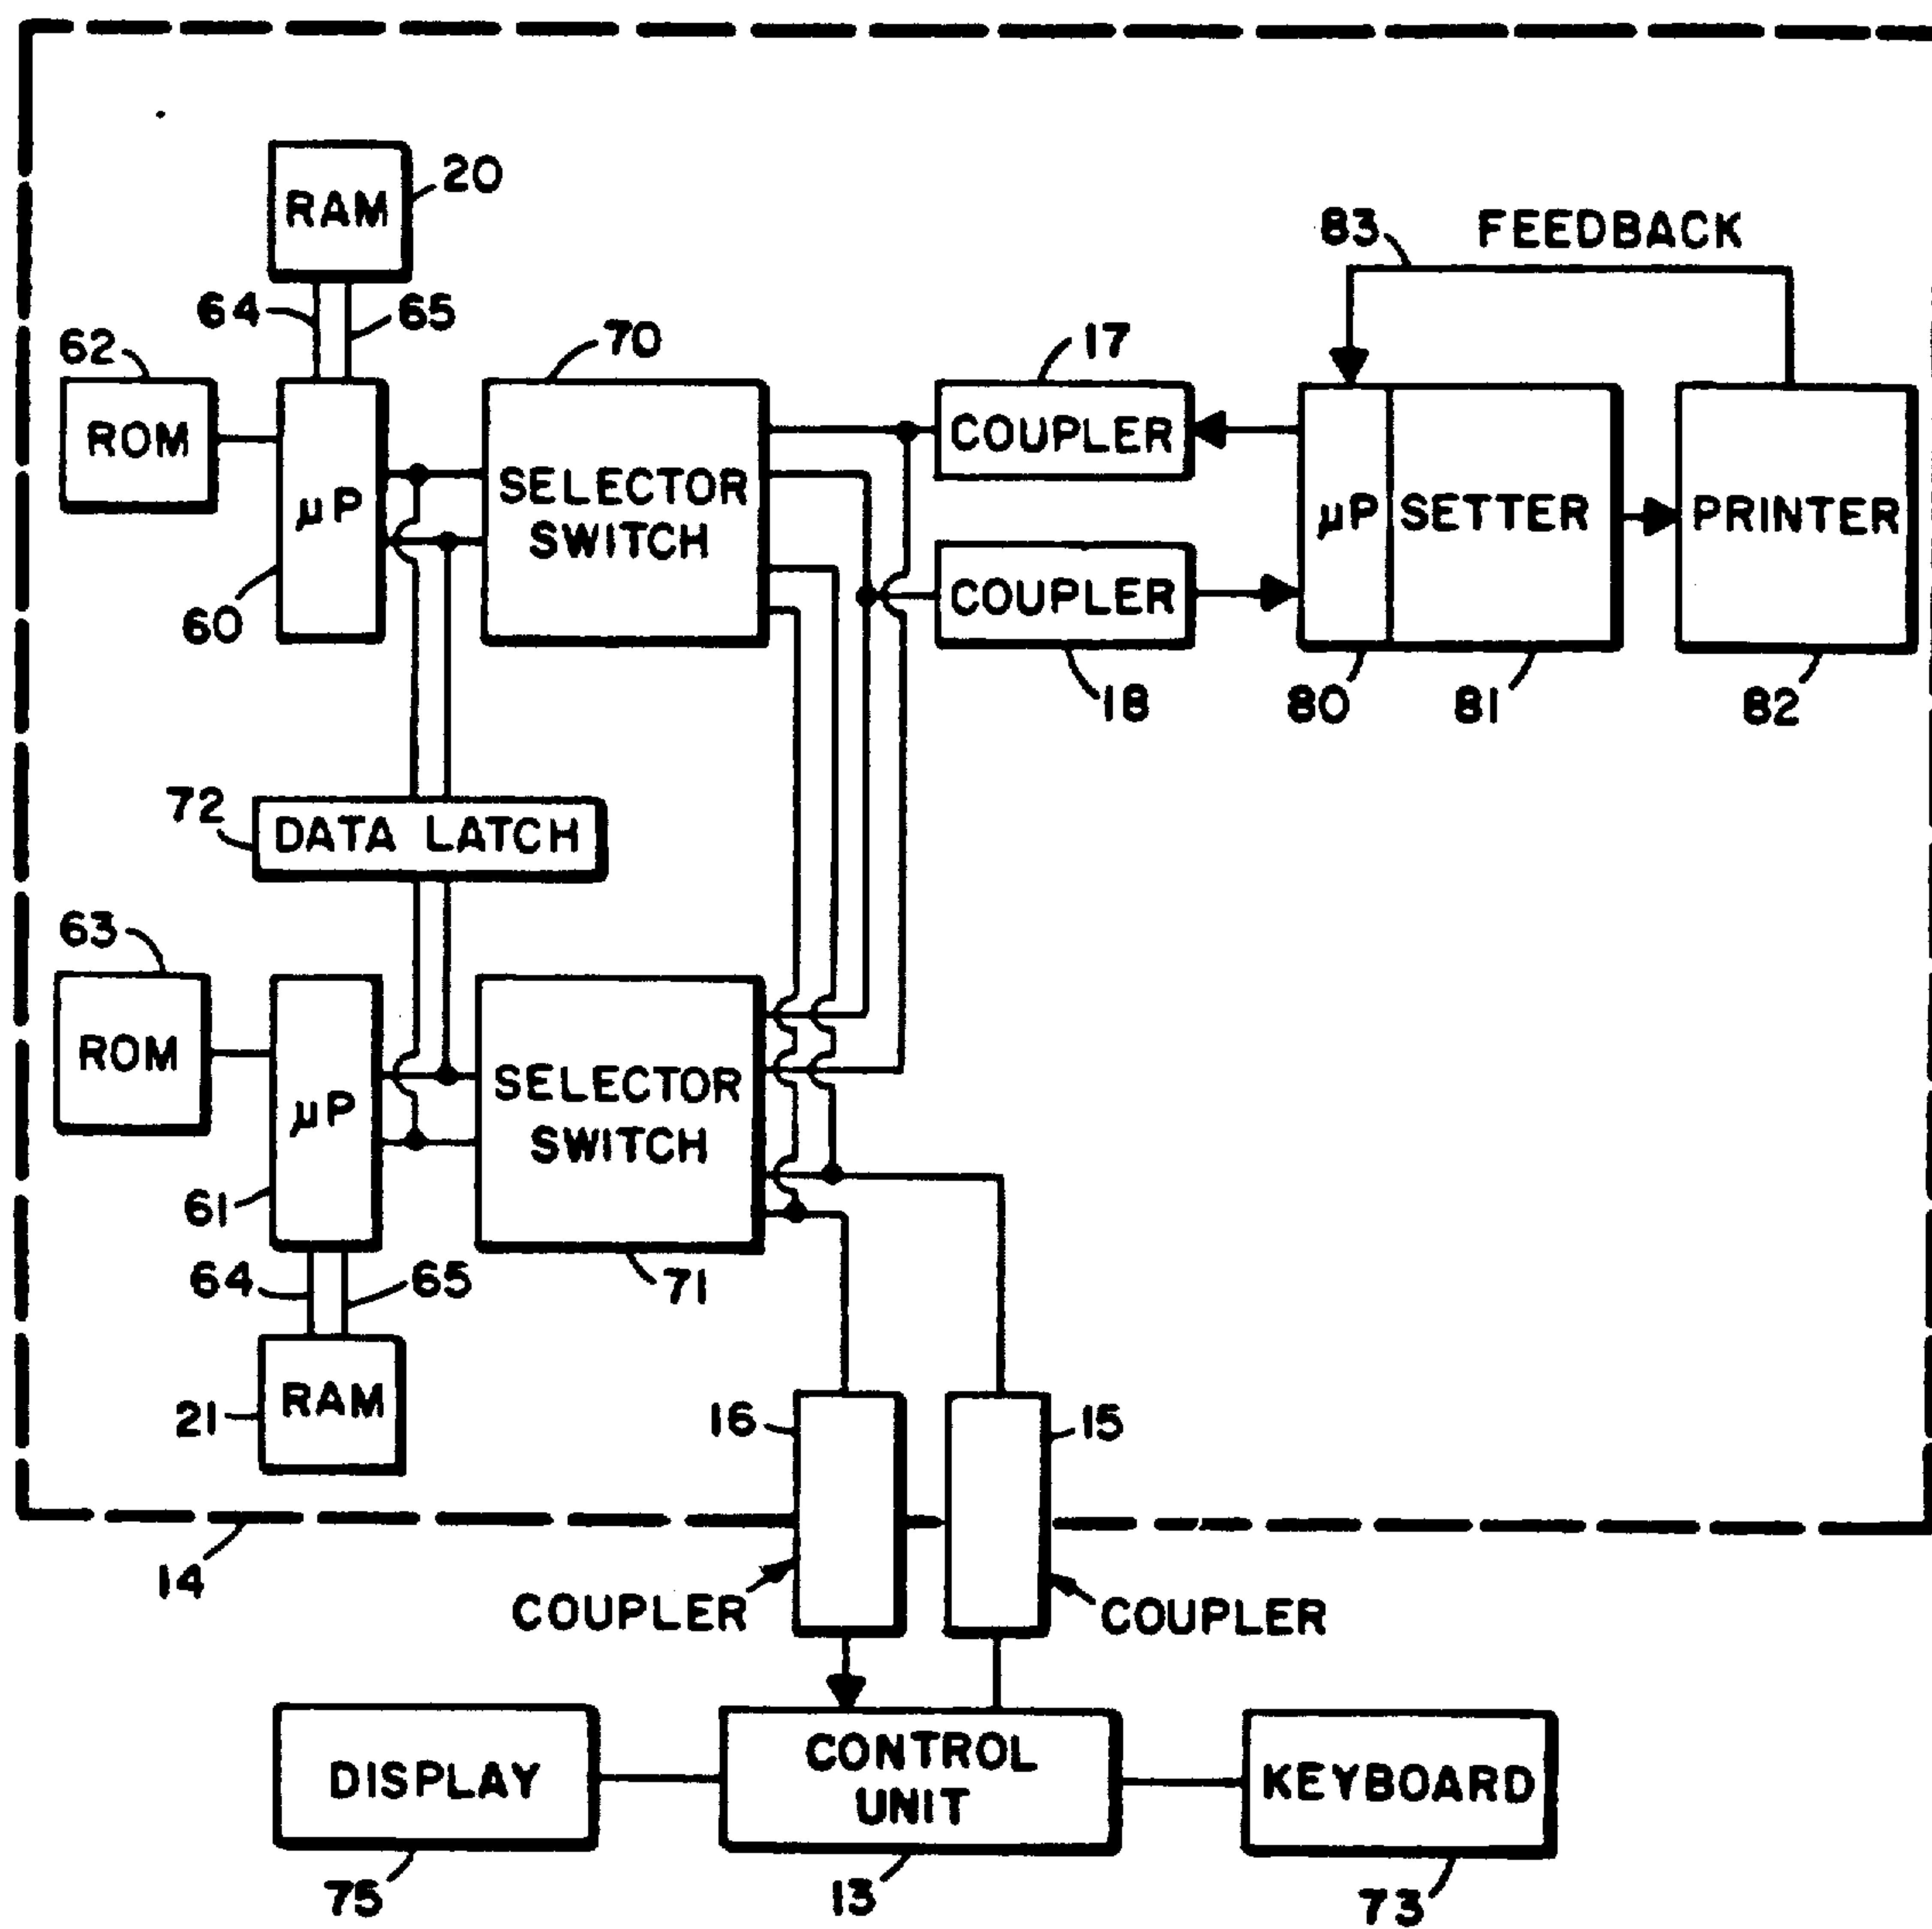 RAM
20
83
FEEDBACK
64
65
62
70
17
ROM
μP
SELECTOR
SWITCH
COUPLER
COUPLER
μP
SETTER
PRINTER
60
18
80
81
82
72
DATA LATCH
63
ROM
μP
SELECTOR
SWITCH
61
64
65
71
21
RAM
16
15
14
COUPLER
COUPLER
DISPLAY
CONTROL
UNIT
KEYBOARD
75
13
73